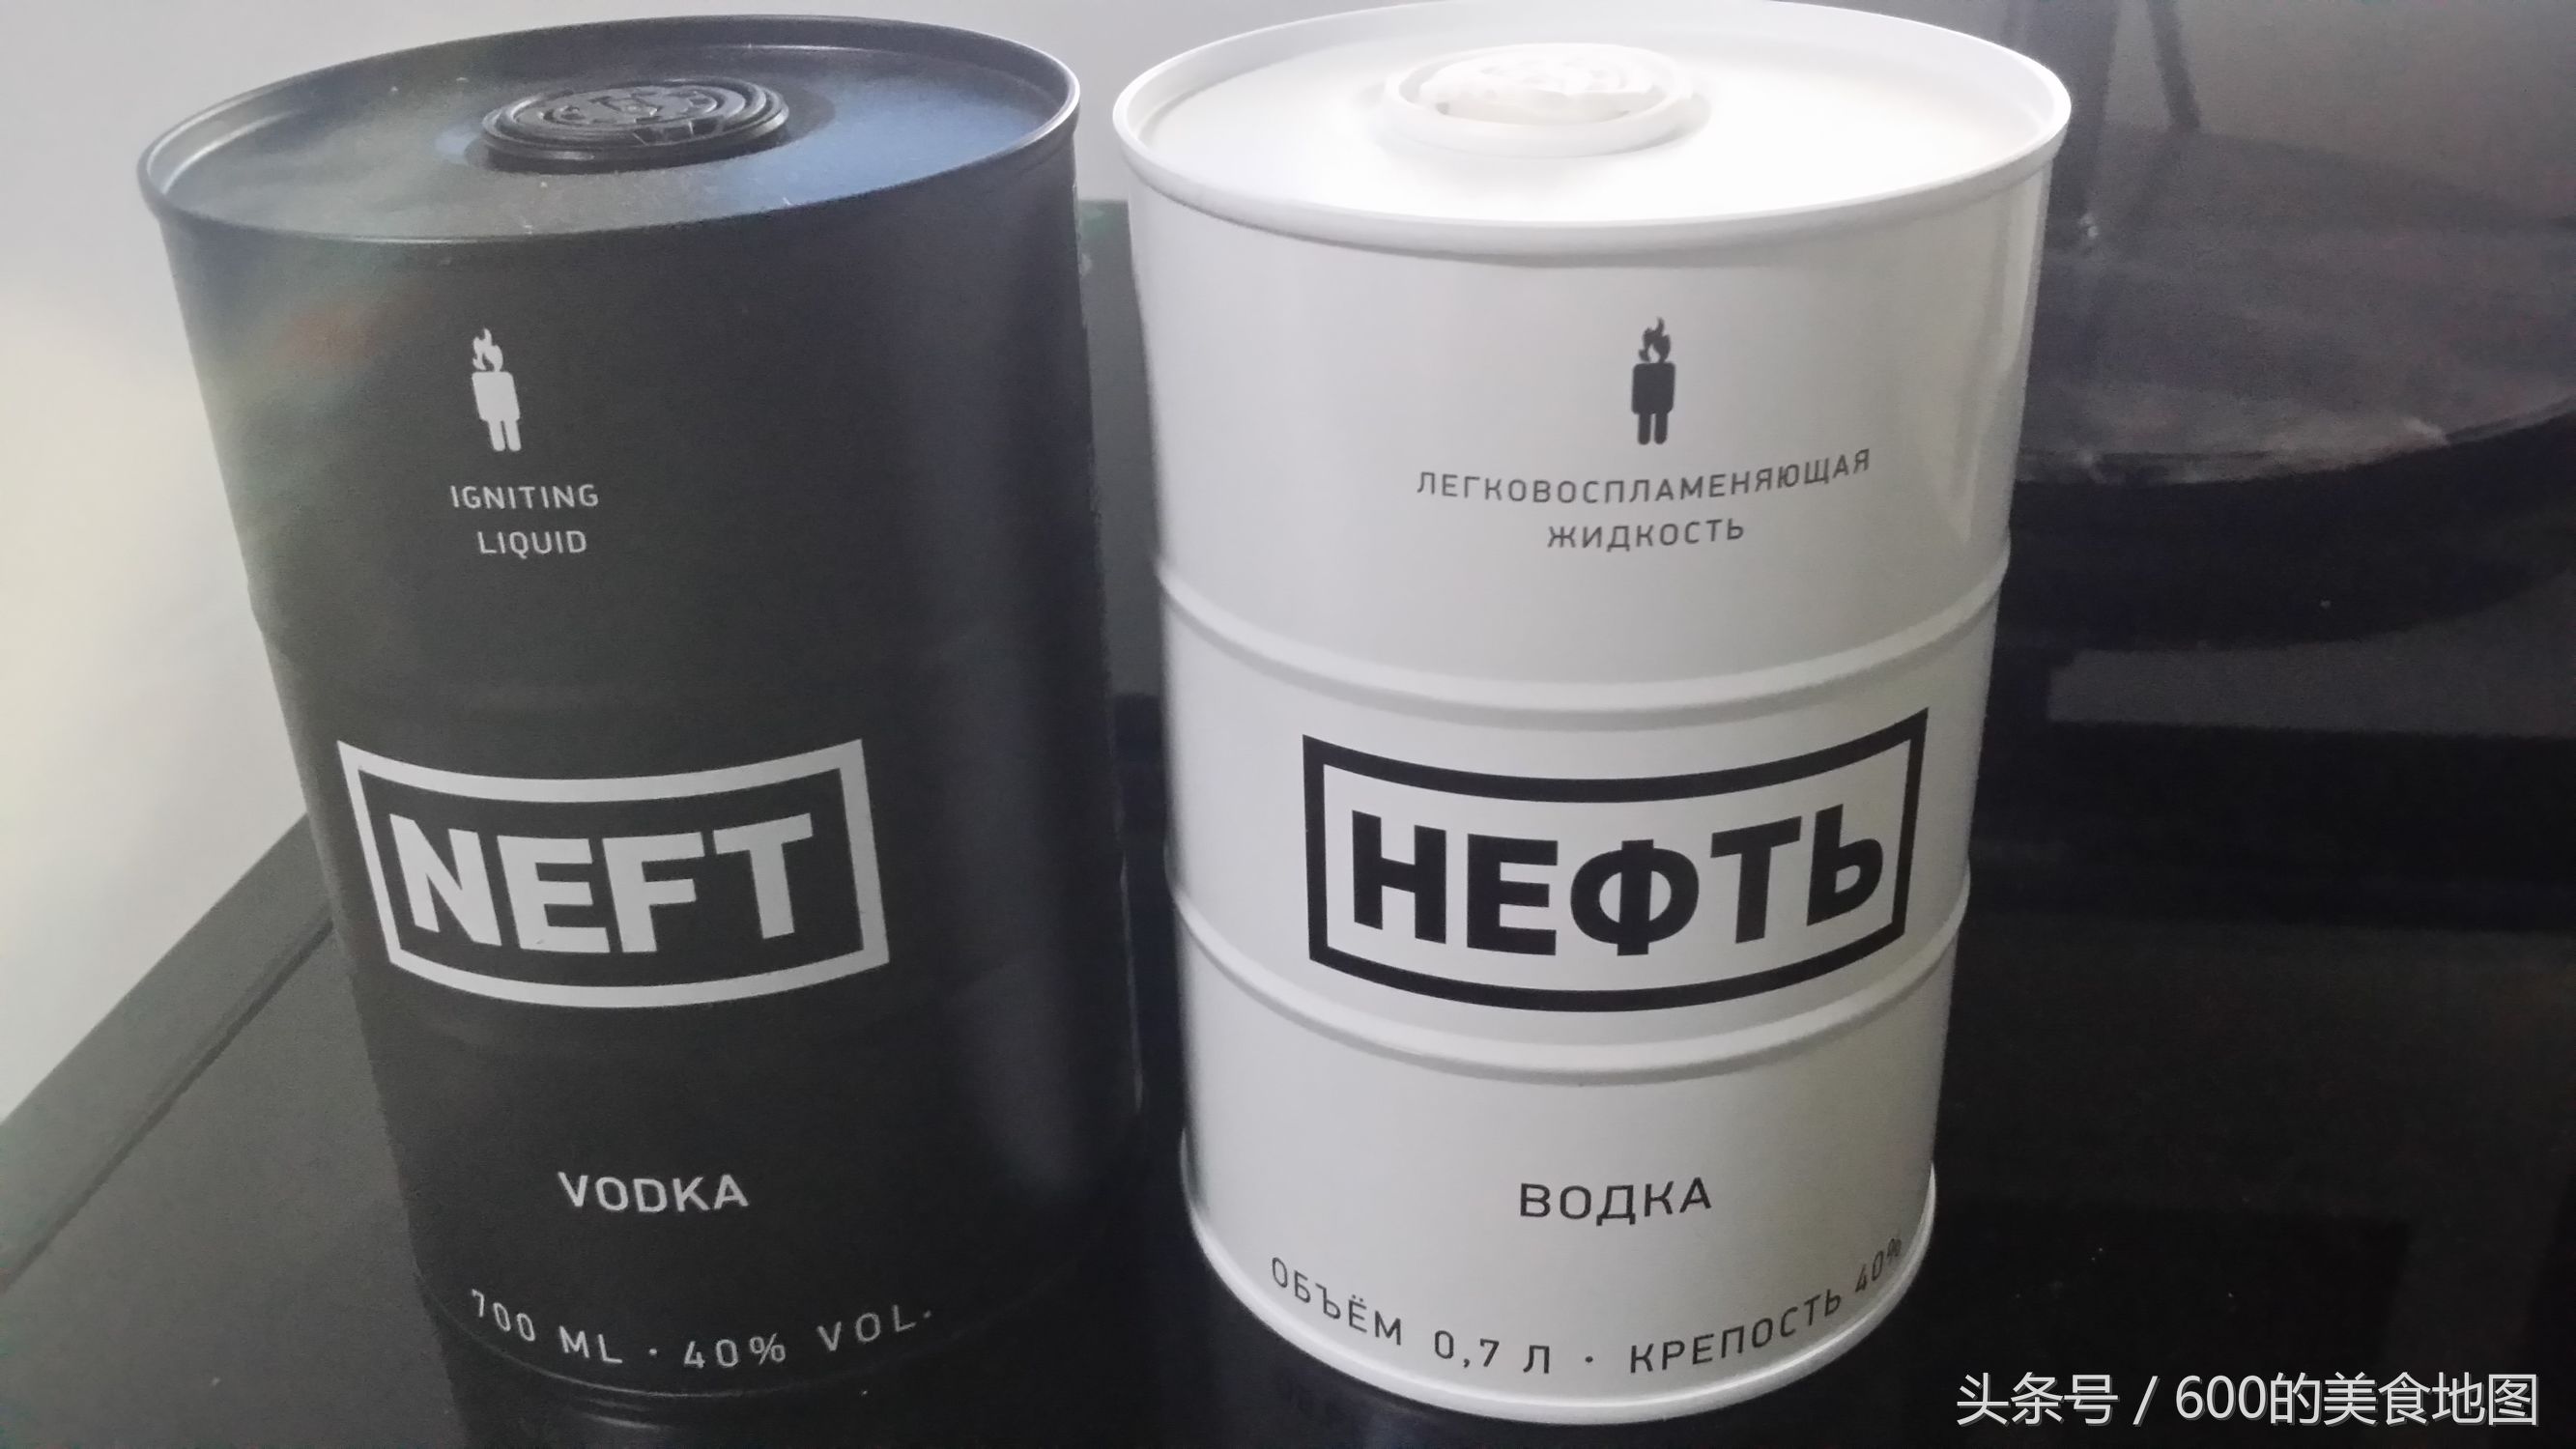 IGNITING
LIQUID
NEFT
VODKA
700 ML · 40% VOL.
ЛЕГКОВОСПЛАМЕНЯЮЩАЯ
ЖИДКОСТЬ
НЕФТЬ
ВОДКА
ОБЪЁМ 0,7 Л · КРЕПОСТЬ 40%
头条号 / 600的美食地图